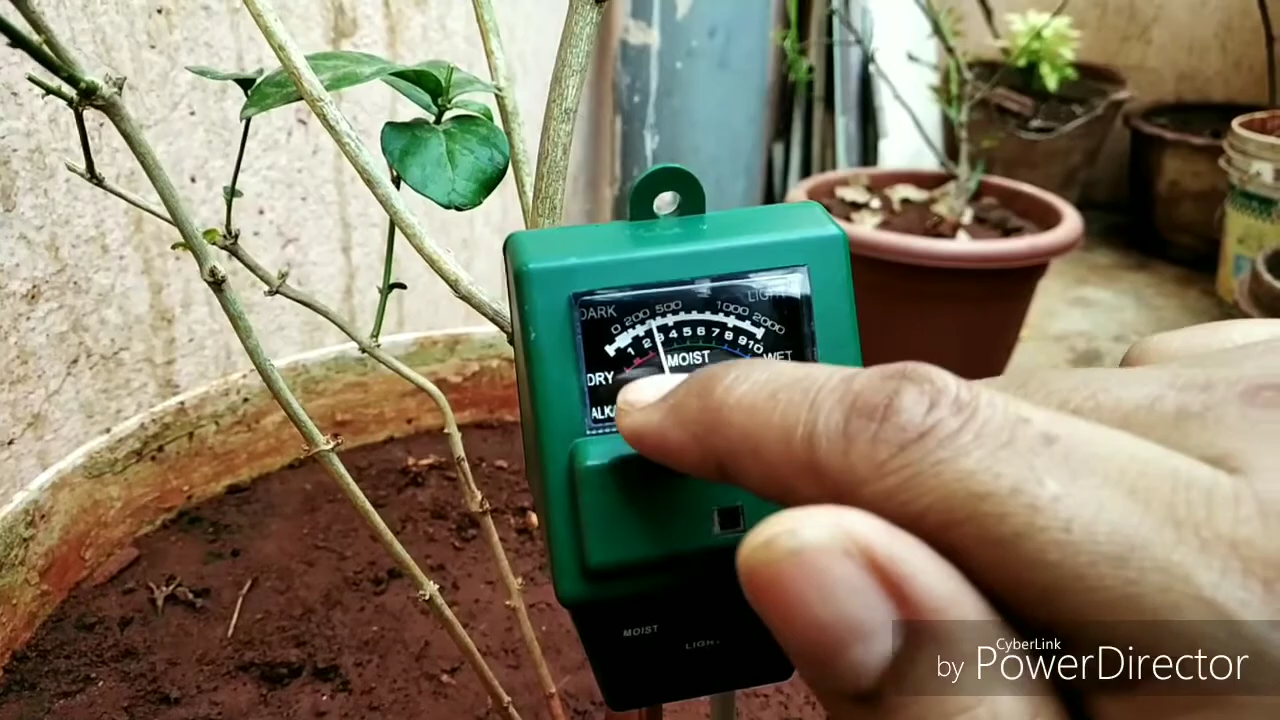 DARK LIGHT
0 200 500 1000 2000
1 2 3 4 5 6 7 8 9 10
DRY MOIST WET
ALKA
MOIST
LIGHT
CyberLink
by PowerDirector